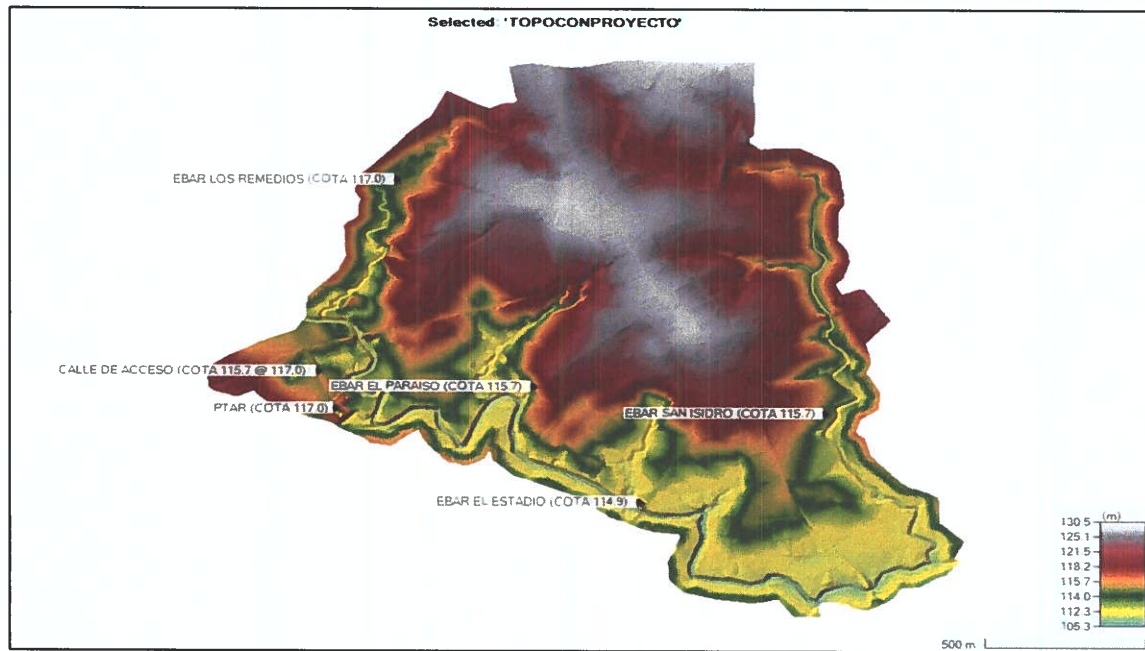 Selected: 'TOPOCONPROYECTO'
EBAR LOS REMEDIOS (COTA 117.0)
CALLE DE ACCESO (COTA 115.7 @ 117.0)
EBAR EL PARAISO (COTA 115.7)
PTAR (COTA 117.0)
EBAR SAN ISIDRO (COTA 115.7)
EBAR EL ESTADIO (COTA 114.9)
(m)
130.5
125.1
121.5
118.2
115.7
114.0
112.3
105.3
500 m